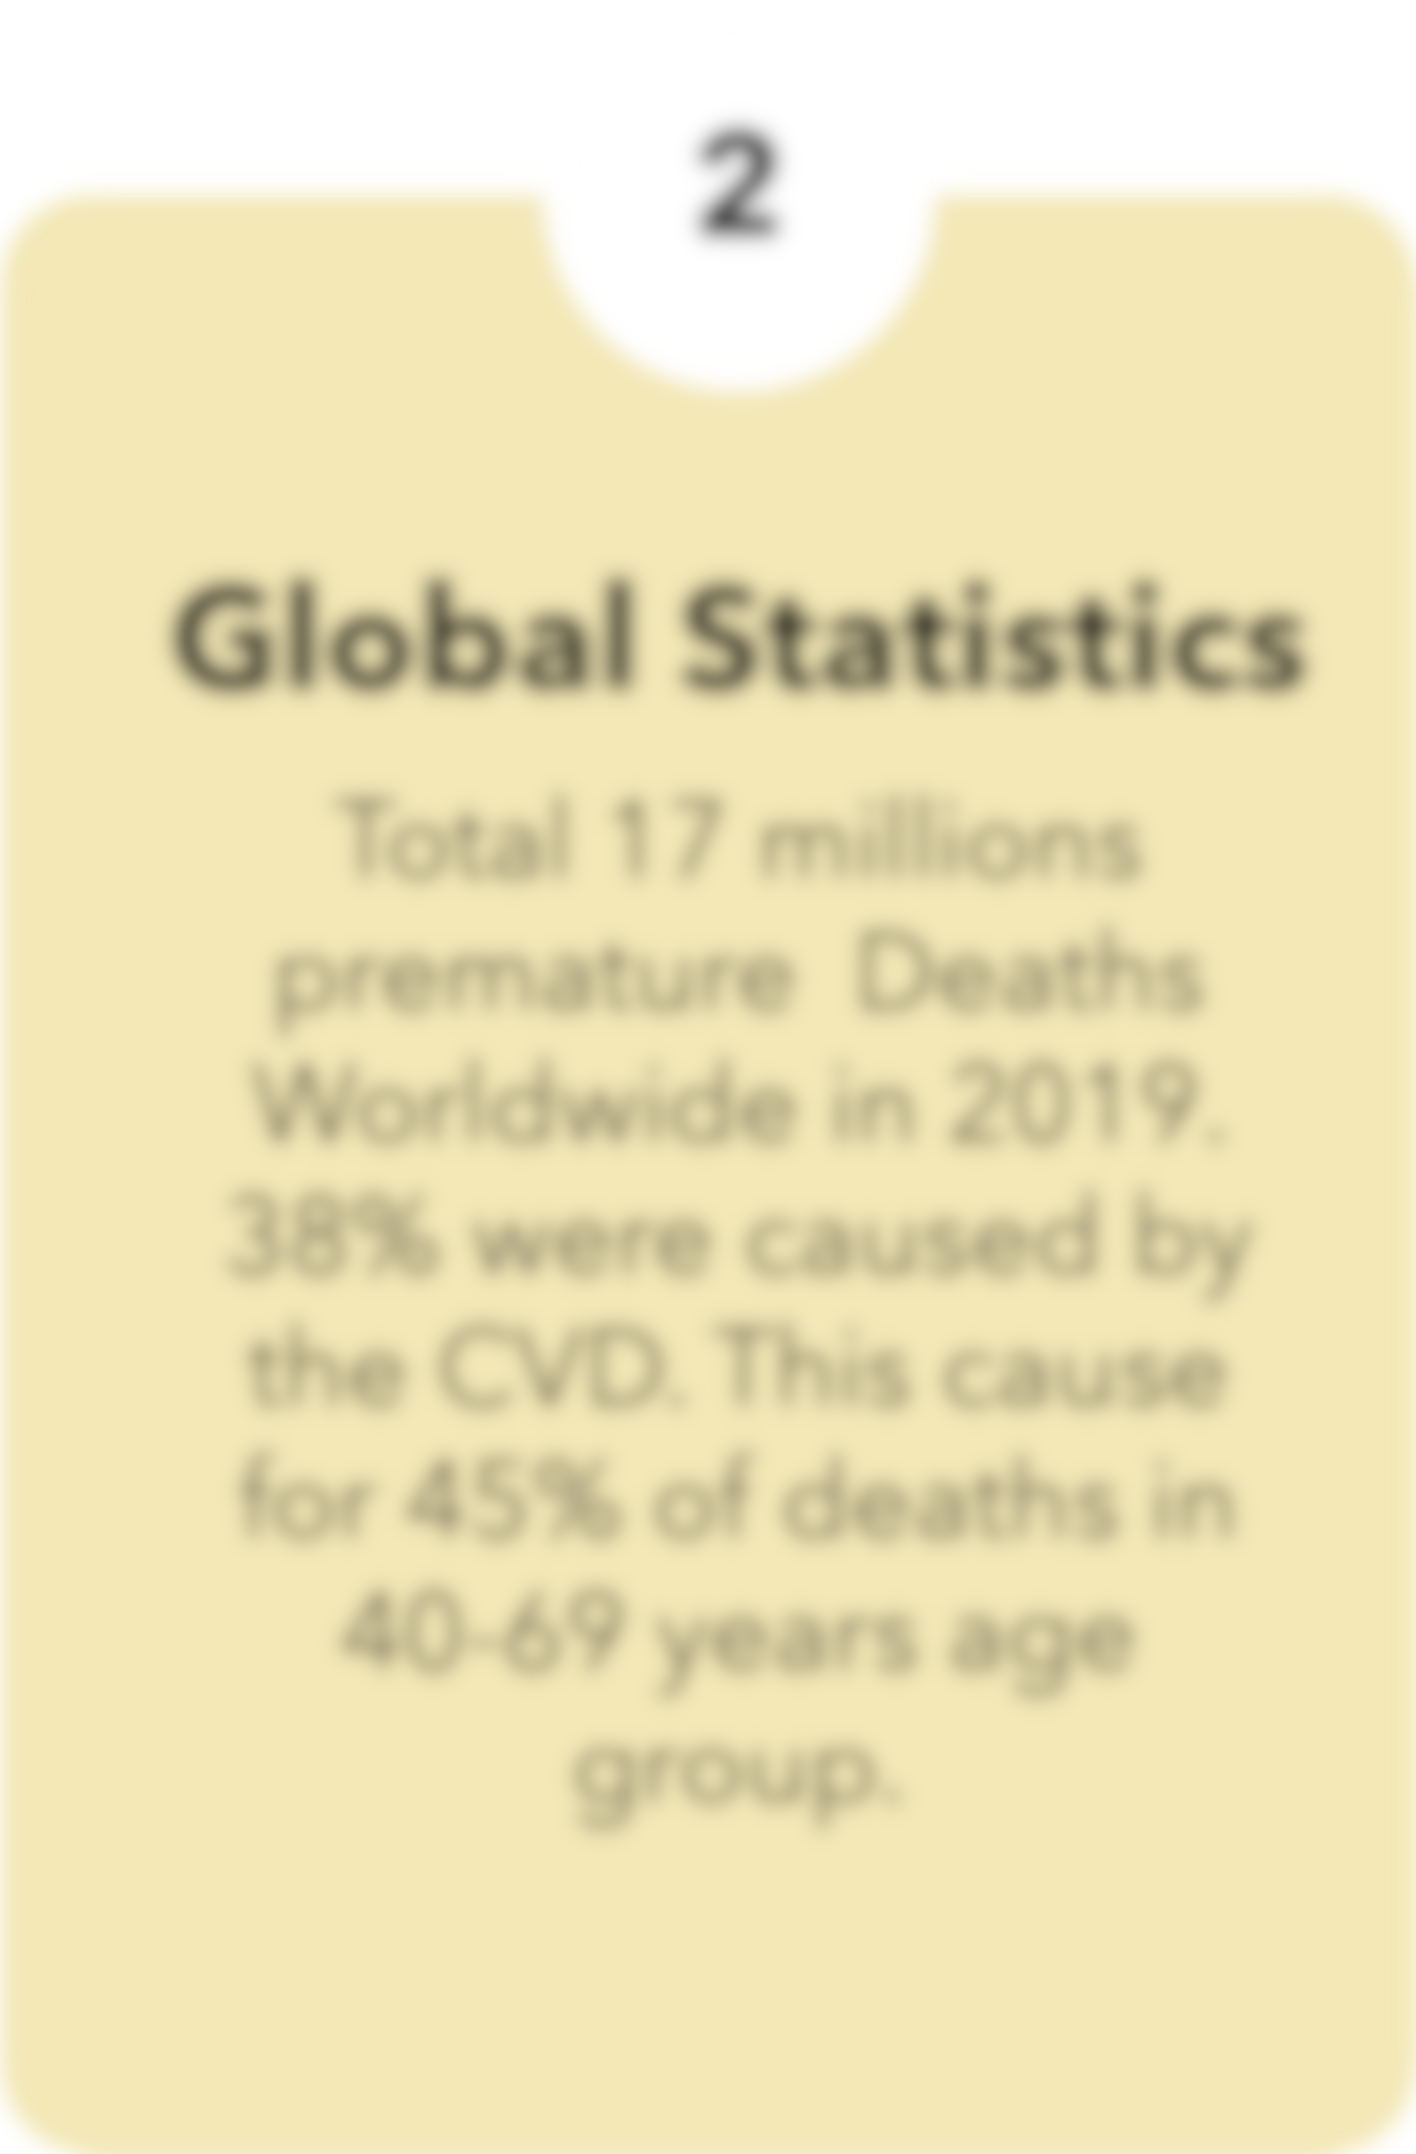 2
Global Statistics
Total 17 millions
premature  Deaths
Worldwide in 2019.
38% were caused by
the CVD. This cause
for 45% of deaths in
40-69 years age
group.